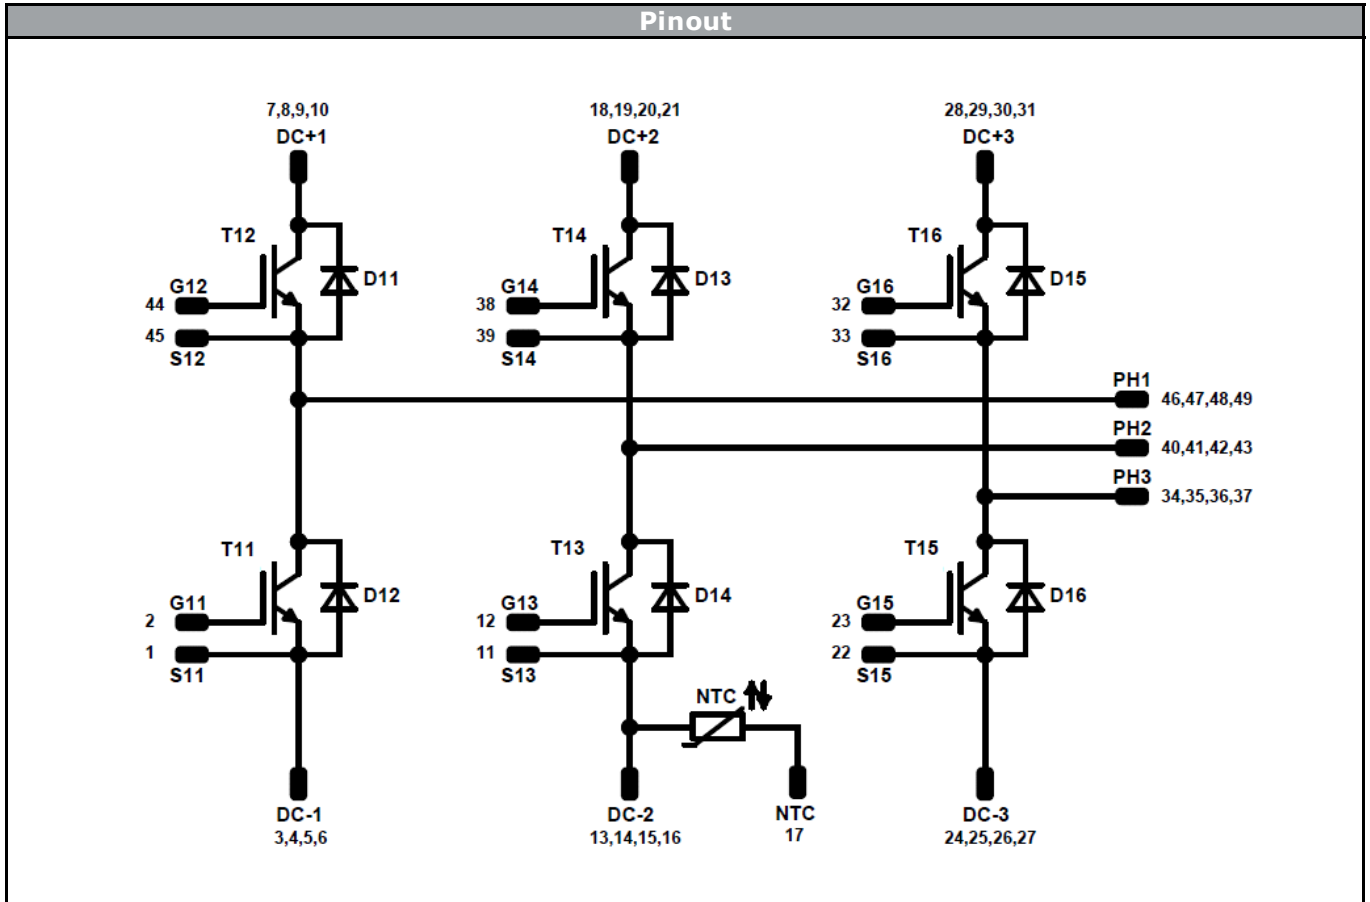 Pinout
7,8,9,10
DC+1
18,19,20,21
DC+2
28,29,30,31
DC+3
T12
D11
G12
44
45
S12
T14
D13
G14
38
39
S14
T16
D15
G16
32
33
S16
PH1
46,47,48,49
PH2
40,41,42,43
PH3
34,35,36,37
T11
D12
G11
2
1
S11
T13
D14
G13
12
11
S13
T15
D16
G15
23
22
S15
NTC
DC-1
3,4,5,6
DC-2
13,14,15,16
NTC
17
DC-3
24,25,26,27